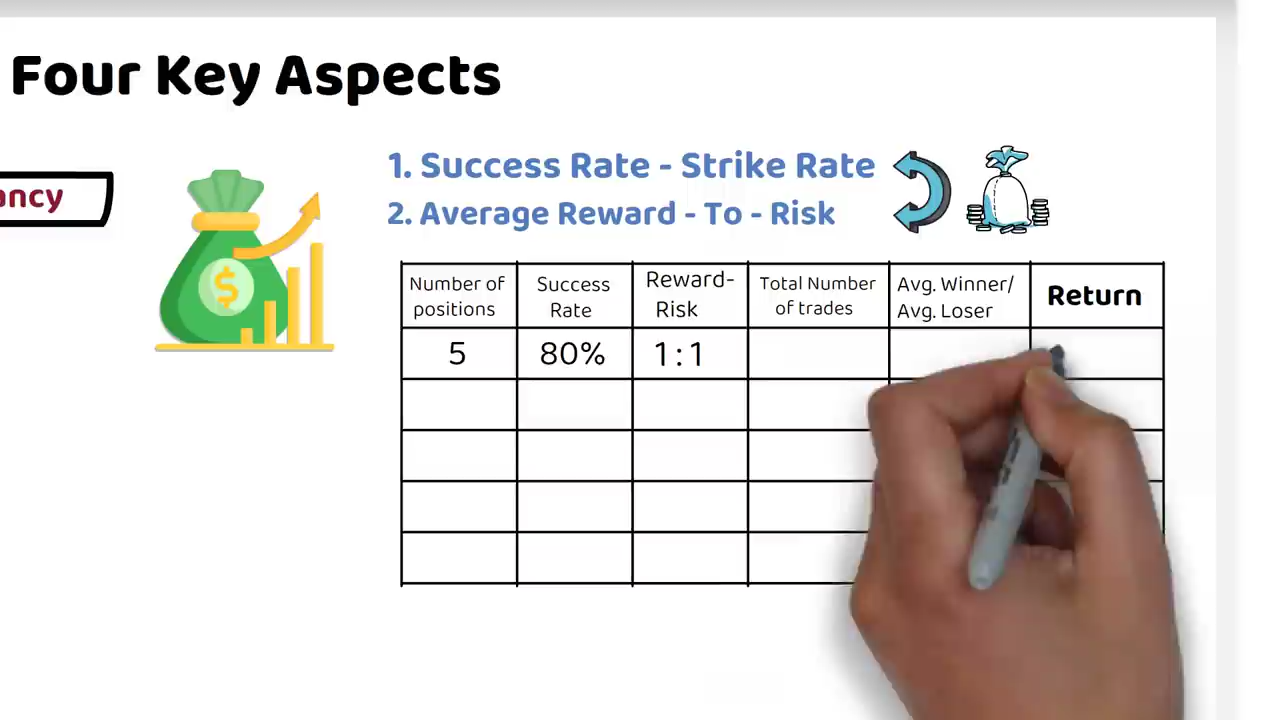 Four Key Aspects
ancy
$
1. Success Rate - Strike Rate
2. Average Reward - To - Risk
Number of positions
Success Rate
Reward-Risk
Total Number of trades
Avg. Winner/ Avg. Loser
Return
5
80%
1:1